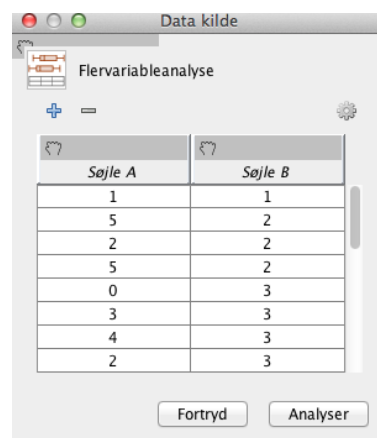 Data kilde
Flervariableanalyse
Søjle A Søjle B
1 1
5 2
2 2
5 2
0 3
3 3
4 3
2 3
Fortryd Analyser